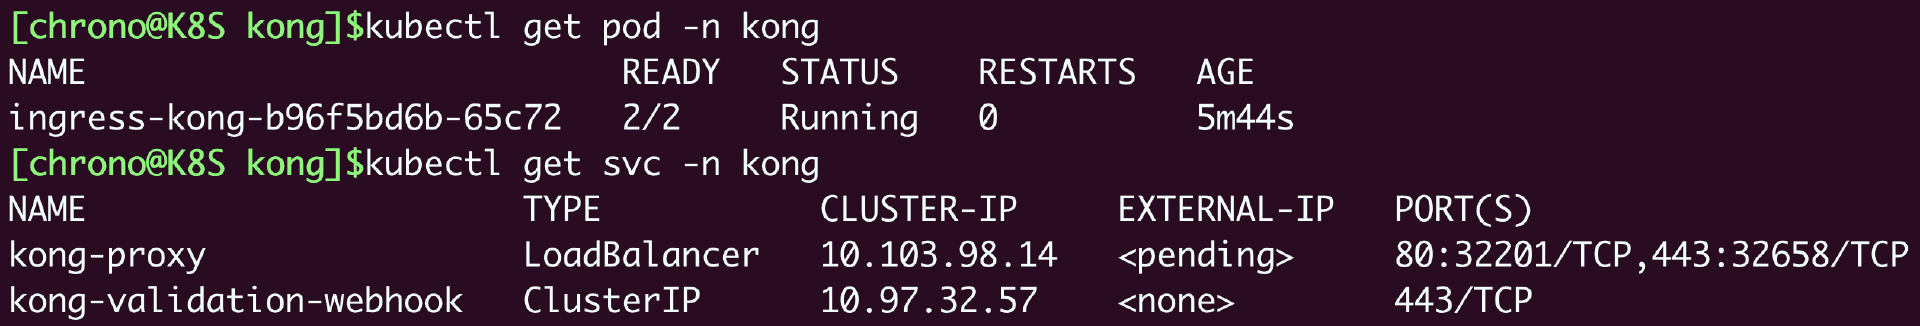 [chrono@K8S kong]$kubectl get pod -n kong
NAME READY STATUS RESTARTS AGE
ingress-kong-b96f5bd6b-65c72 2/2 Running 0 5m44s
[chrono@K8S kong]$kubectl get svc -n kong
NAME TYPE CLUSTER-IP EXTERNAL-IP PORT(S)
kong-proxy LoadBalancer 10.103.98.14 <pending> 80:32201/TCP,443:32658/TCP
kong-validation-webhook ClusterIP 10.97.32.57 <none> 443/TCP